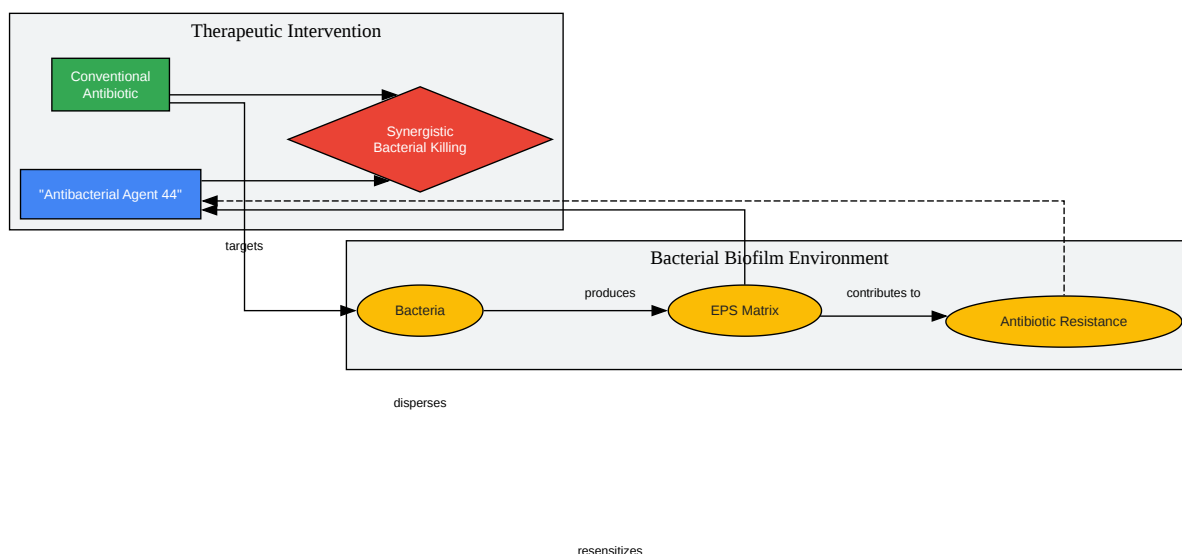 Therapeutic Intervention
Conventional
Antibiotic
Synergistic
Bacterial Killing
"Antibacterial Agent 44"
targets
Bacterial Biofilm Environment
Bacteria
produces
EPS Matrix
contributes to
Antibiotic Resistance
disperses
resensitizes